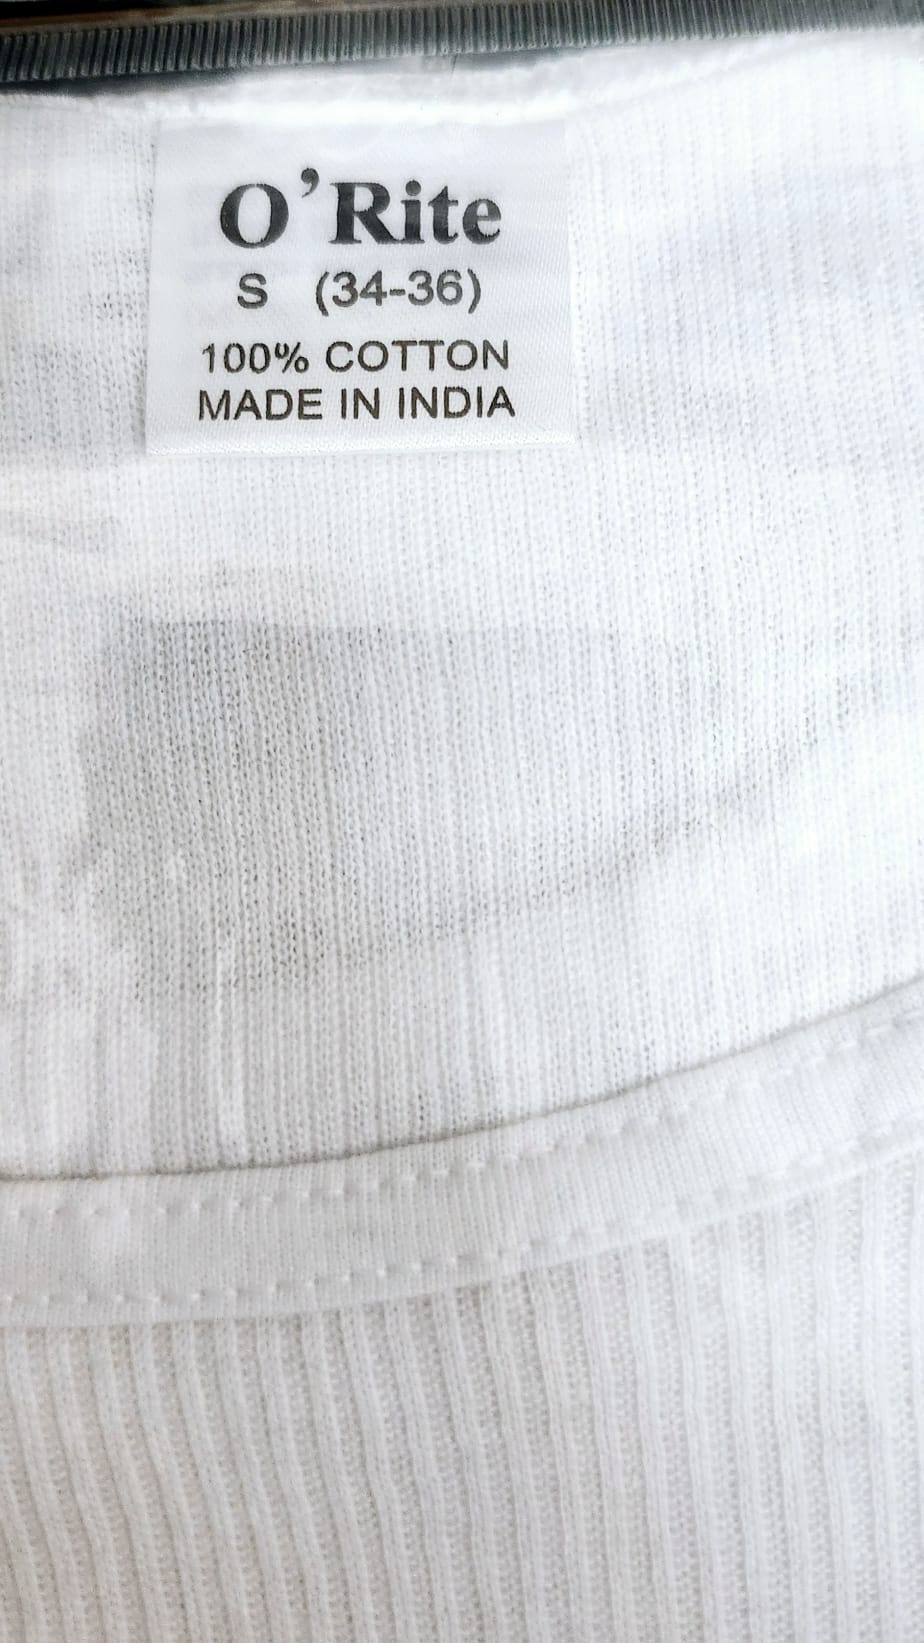 O’Rite
S (34-36)
100% COTTON
MADE IN INDIA